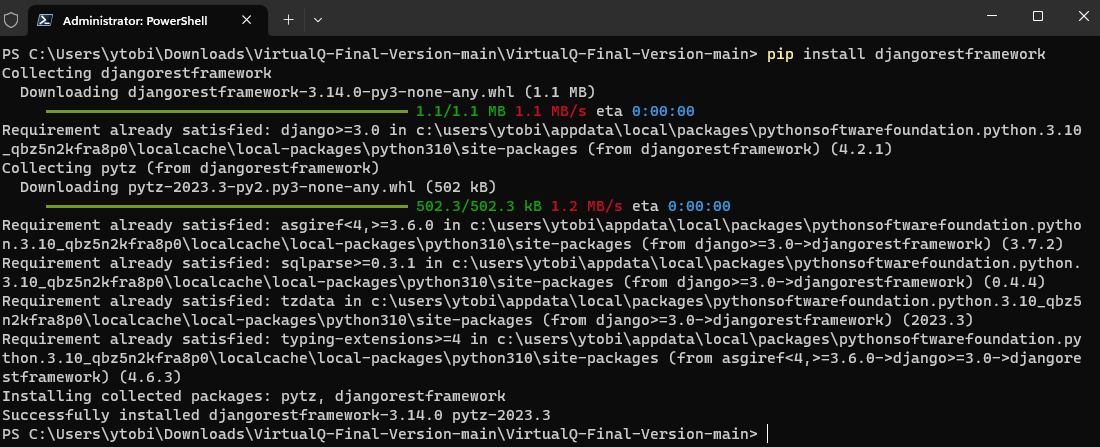 Administrator: PowerShell
PS C:\Users\ytobi\Downloads\VirtualQ-Final-Version-main\VirtualQ-Final-Version-main> pip install djangorestframework
Collecting djangorestframework
  Downloading djangorestframework-3.14.0-py3-none-any.whl (1.1 MB)
1.1/1.1 MB 1.1 MB/s eta 0:00:00
Requirement already satisfied: django>=3.0 in c:\users\ytobi\appdata\local\packages\pythonsoftwarefoundation.python.3.10
_qbz5n2kfra8p0\localcache\local-packages\python310\site-packages (from djangorestframework) (4.2.1)
Collecting pytz (from djangorestframework)
  Downloading pytz-2023.3-py2.py3-none-any.whl (502 kB)
502.3/502.3 kB 1.2 MB/s eta 0:00:00
Requirement already satisfied: asgiref<4,>=3.6.0 in c:\users\ytobi\appdata\local\packages\pythonsoftwarefoundation.pytho
n.3.10_qbz5n2kfra8p0\localcache\local-packages\python310\site-packages (from django>=3.0->djangorestframework) (3.7.2)
Requirement already satisfied: sqlparse>=0.3.1 in c:\users\ytobi\appdata\local\packages\pythonsoftwarefoundation.python.
3.10_qbz5n2kfra8p0\localcache\local-packages\python310\site-packages (from django>=3.0->djangorestframework) (0.4.4)
Requirement already satisfied: tzdata in c:\users\ytobi\appdata\local\packages\pythonsoftwarefoundation.python.3.10_qbz5
n2kfra8p0\localcache\local-packages\python310\site-packages (from django>=3.0->djangorestframework) (2023.3)
Requirement already satisfied: typing-extensions>=4 in c:\users\ytobi\appdata\local\packages\pythonsoftwarefoundation.py
thon.3.10_qbz5n2kfra8p0\localcache\local-packages\python310\site-packages (from asgiref<4,>=3.6.0->django>=3.0->djangore
stframework) (4.6.3)
Installing collected packages: pytz, djangorestframework
Successfully installed djangorestframework-3.14.0 pytz-2023.3
PS C:\Users\ytobi\Downloads\VirtualQ-Final-Version-main\VirtualQ-Final-Version-main>